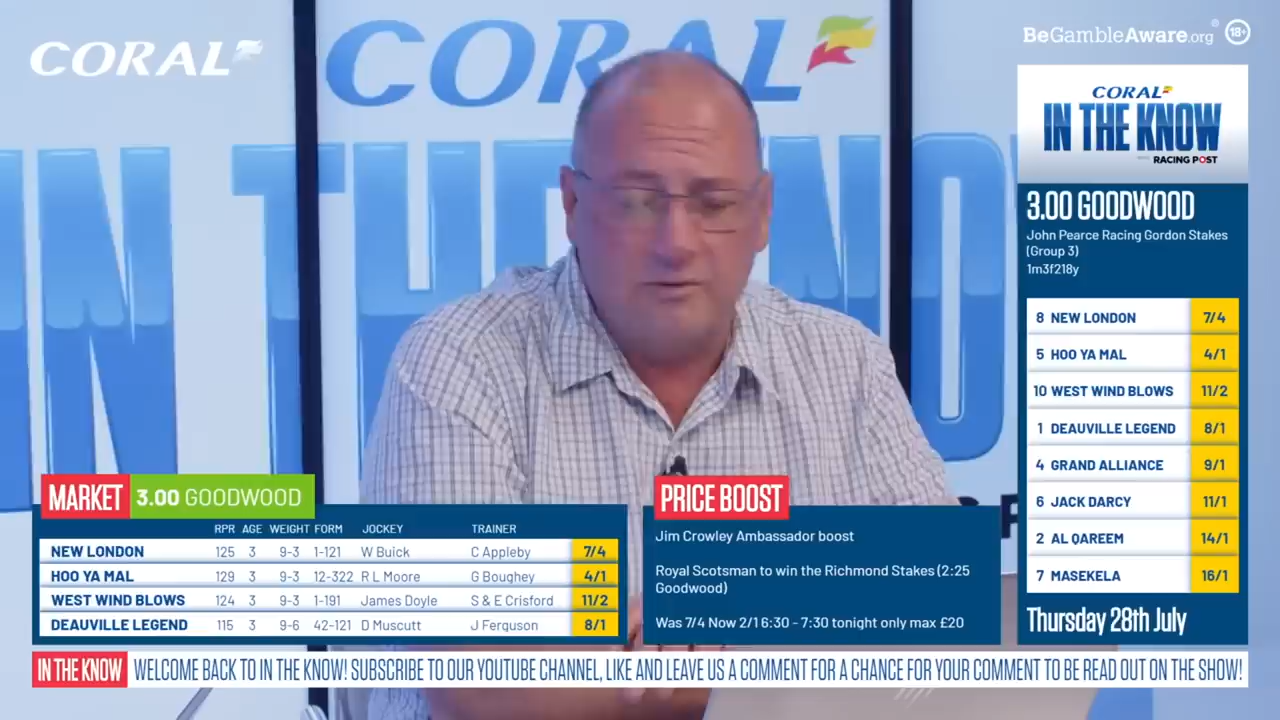 CORAL
CORAL
BeGambleAware.org® 18+
IN THE KNOW
CORAL
IN THE KNOW
WITH RACING POST
3.00 GOODWOOD
John Pearce Racing Gordon Stakes
(Group 3)
1m3f218y
8 NEW LONDON 7/4
5 HOO YA MAL 4/1
10 WEST WIND BLOWS 11/2
1 DEAUVILLE LEGEND 8/1
4 GRAND ALLIANCE 9/1
6 JACK DARCY 11/1
2 AL QAREEM 14/1
7 MASEKELA 16/1
Thursday 28th July
MARKET 3.00 GOODWOOD
RPR AGE WEIGHT FORM JOCKEY TRAINER
NEW LONDON 125 3 9-3 1-121 W Buick C Appleby 7/4
HOO YA MAL 129 3 9-3 12-322 R L Moore G Boughey 4/1
WEST WIND BLOWS 124 3 9-3 1-191 James Doyle S & E Crisford 11/2
DEAUVILLE LEGEND 115 3 9-6 42-121 D Muscutt J Ferguson 8/1
PRICE BOOST
Jim Crowley Ambassador boost
Royal Scotsman to win the Richmond Stakes (2:25
Goodwood)
Was 7/4 Now 2/1 6:30 - 7:30 tonight only max £20
IN THE KNOW WELCOME BACK TO IN THE KNOW! SUBSCRIBE TO OUR YOUTUBE CHANNEL, LIKE AND LEAVE US A COMMENT FOR A CHANCE FOR YOUR COMMENT TO BE READ OUT ON THE SHOW!